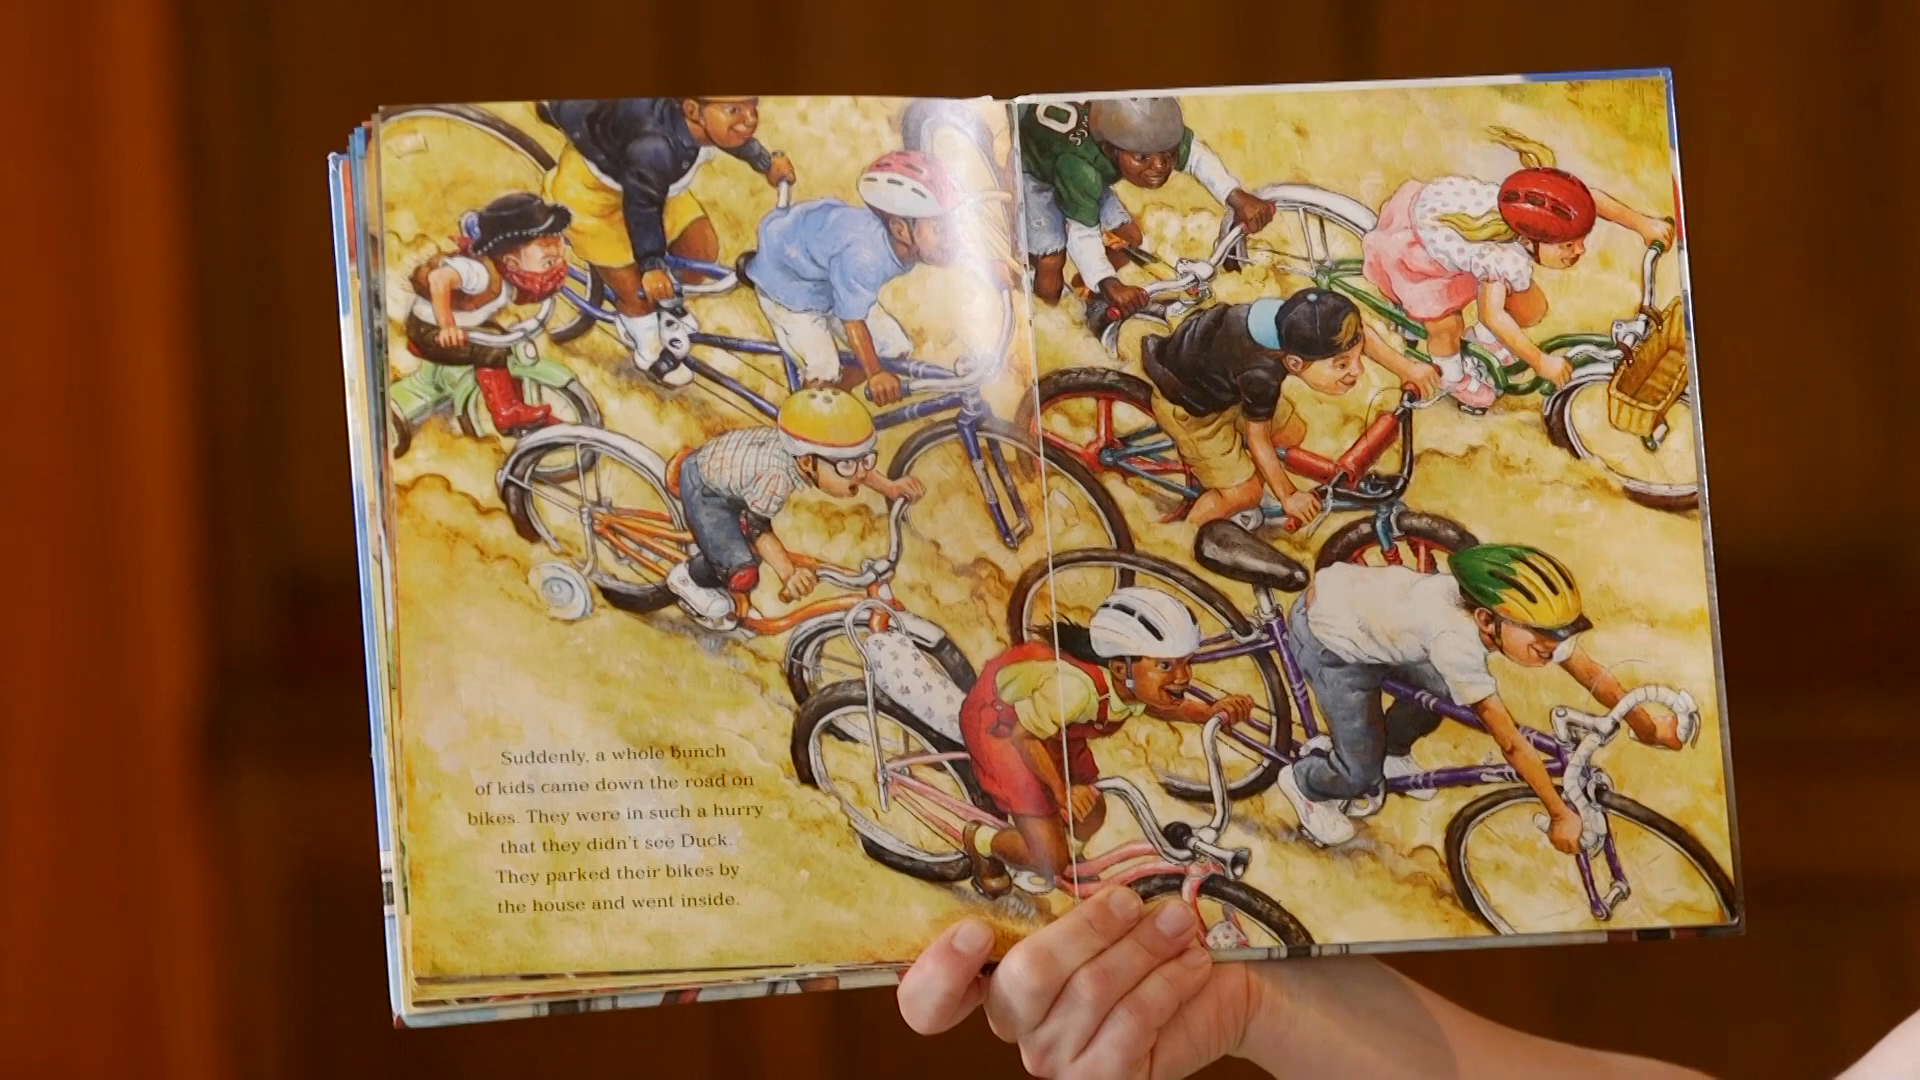 Suddenly, a whole bunch
of kids came down the road on
bikes. They were in such a hurry
that they didn't see Duck.
They parked their bikes by
the house and went inside.